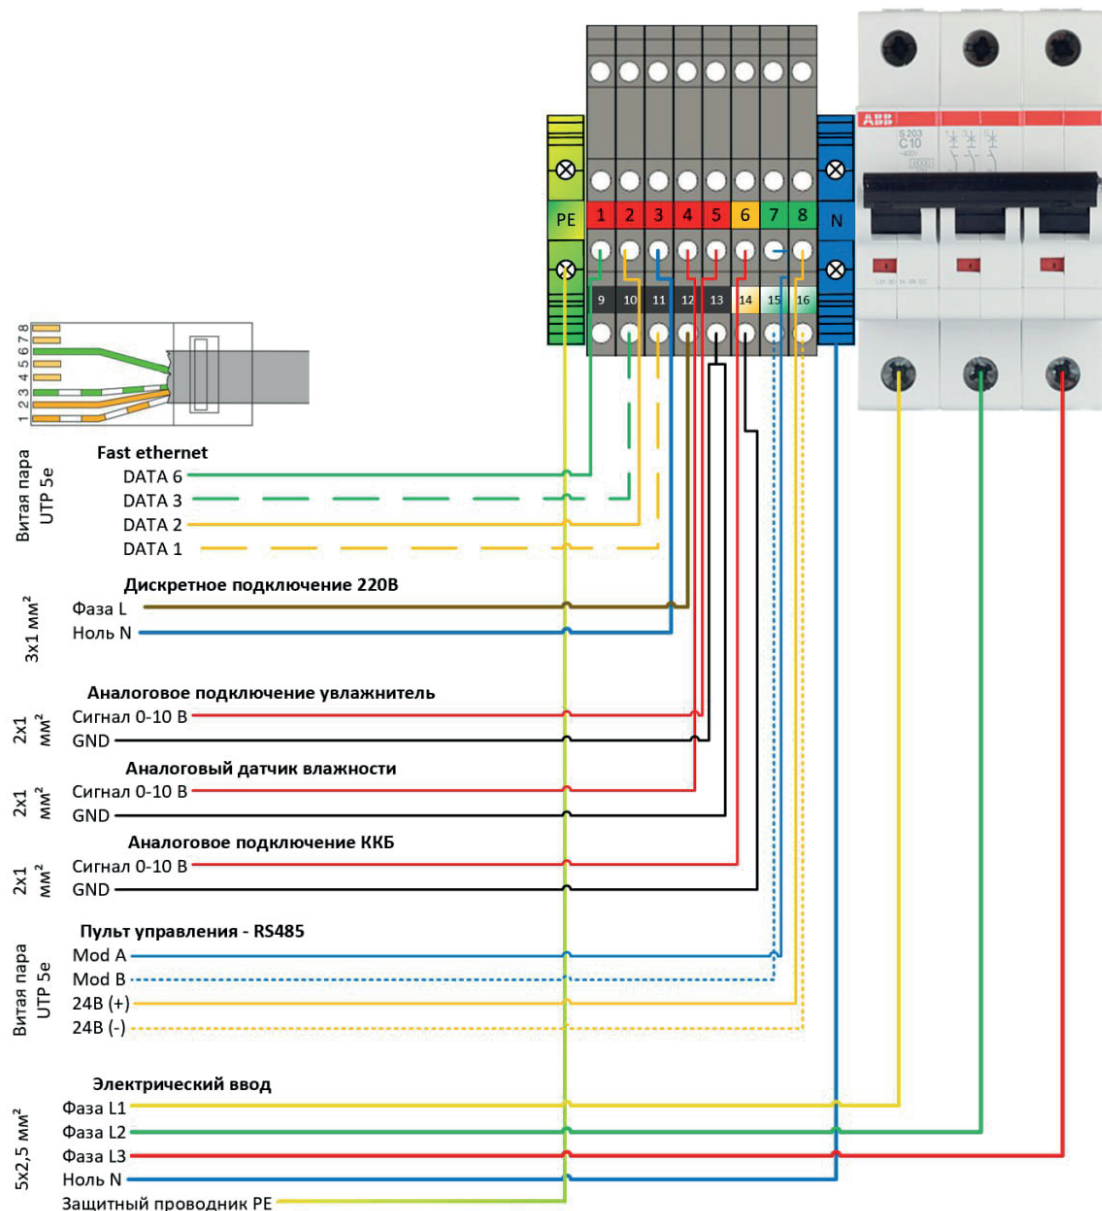 ABB
S 203
C10
~400V
6000
PE
1
2
3
4
5
6
7
8
N
9
10
11
12
13
14
15
16
8
7
6
5
4
3
2
1
Витая пара
UTP 5e
Fast ethernet
DATA 6
DATA 3
DATA 2
DATA 1
3x1 мм²
Дискретное подключение 220В
Фаза L
Ноль N
2x1
мм²
Аналоговое подключение увлажнитель
Сигнал 0-10 В
GND
2x1
мм²
Аналоговый датчик влажности
Сигнал 0-10 В
GND
2x1
мм²
Аналоговое подключение ККБ
Сигнал 0-10 В
GND
Витая пара
UTP 5e
Пульт управления - RS485
Mod A
Mod B
24В (+)
24В (-)
5x2,5 мм²
Электрический ввод
Фаза L1
Фаза L2
Фаза L3
Ноль N
Защитный проводник PE